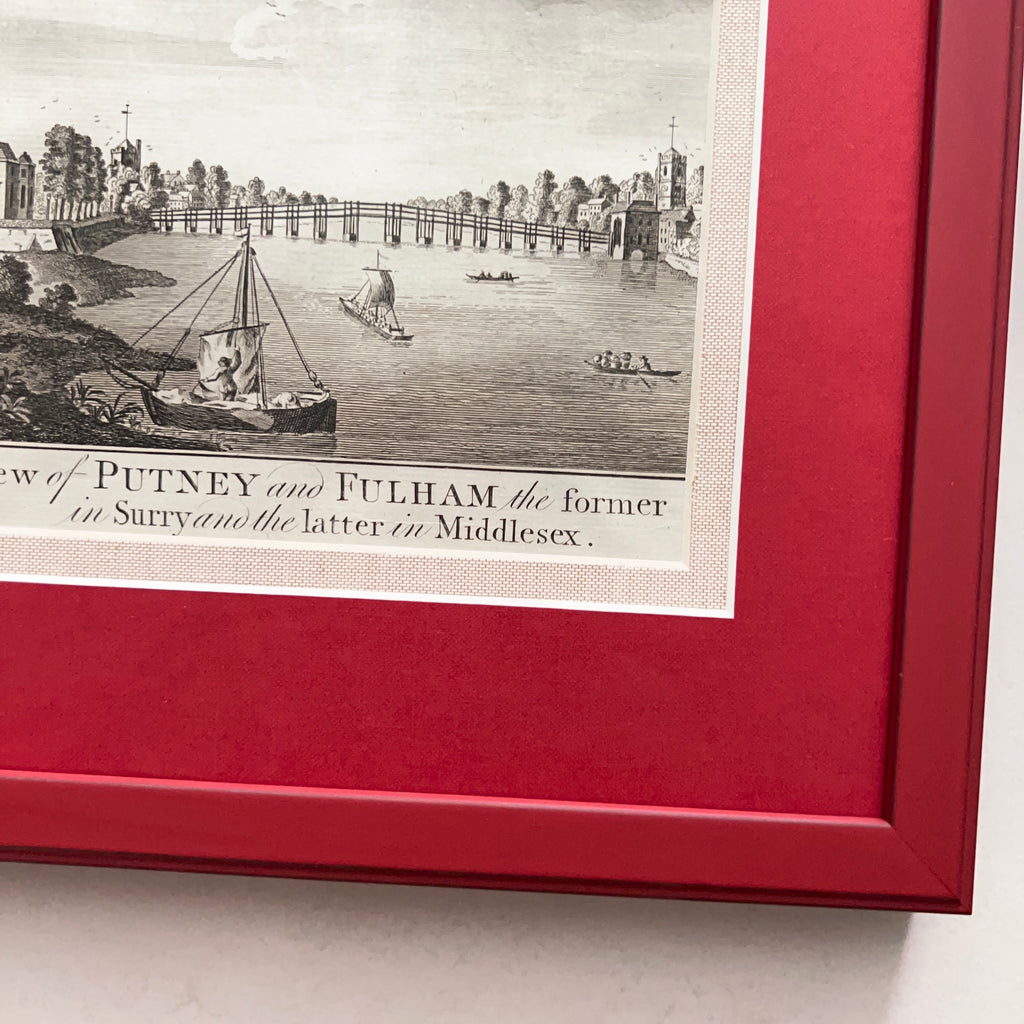 ew of PUTNEY and FULHAM the former
in Surry and the latter in Middlesex.